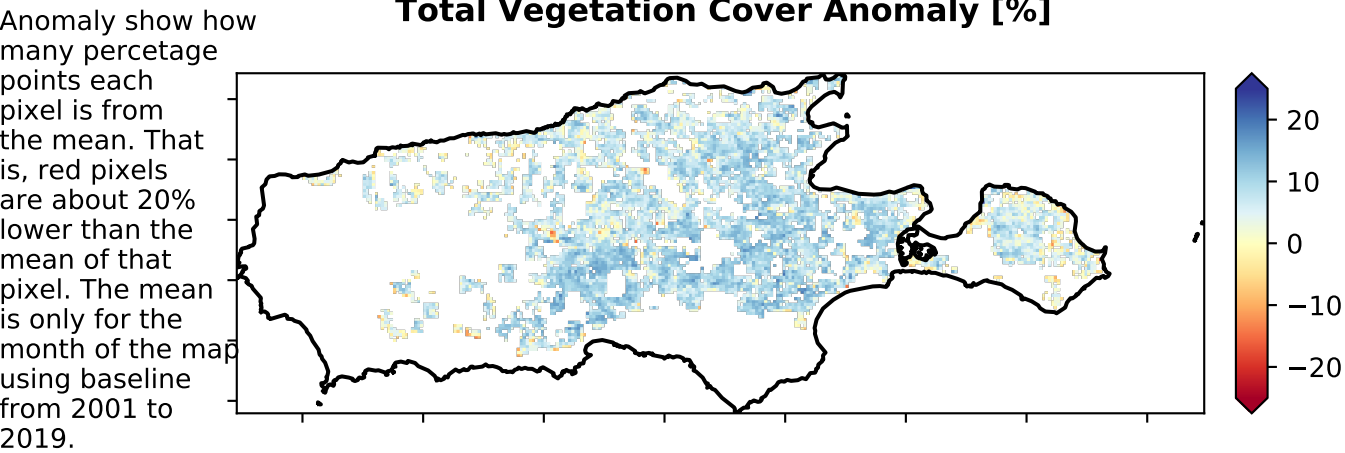 Total Vegetation Cover Anomaly [%]
Anomaly show how
many percetage
points each
pixel is from
the mean. That
is, red pixels
are about 20%
lower than the
mean of that
pixel. The mean
is only for the
month of the map
using baseline
from 2001 to
2019.
20
10
0
−10
−20